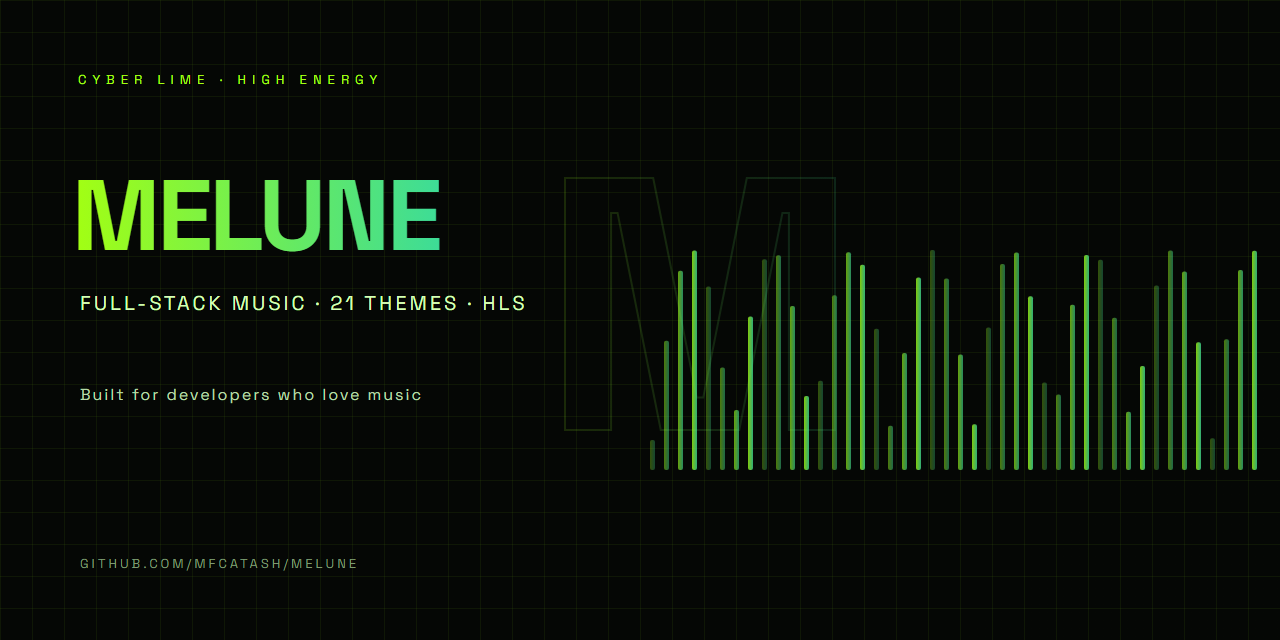 CYBER LIME · HIGH ENERGY
MELUNE
M
FULL-STACK MUSIC · 21 THEMES · HLS
Built for developers who love music
GITHUB.COM/MFCATASH/MELUNE